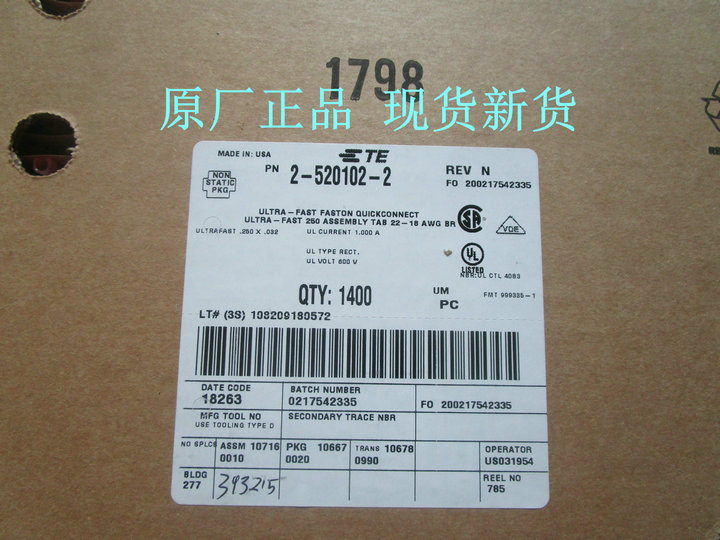 1798
原厂正品 现货新货
MADE IN: USA
TE
PN 2-520102-2
REV N
FO 200217542335
NON
STATIC
PKG
ULTRA-FAST FASTON QUICKCONNECT
ULTRA-FAST 250 ASSEMBLY TAB 22-18 AWG BR
ULTRAFAST .250 X .032
UL CURRENT 1.000 A
SA
VDE
UL TYPE RECT.
UL VOLT 600 V
UL
LISTED
NBR:UL CTL 40B3
QTY: 1400
UM
PC
FMT 999335-1
LT# (3S) 108209180572
DATE CODE
18263
BATCH NUMBER
0217542335
FO 200217542335
MFG TOOL NO
USE TOOLING TYPE D
SECONDARY TRACE NBR
NO SPLCS
ASSM 10716
0010
PKG 10667
0020
TRANS 10678
0990
OPERATOR
US031954
BLDG
277
393215
REEL NO
785